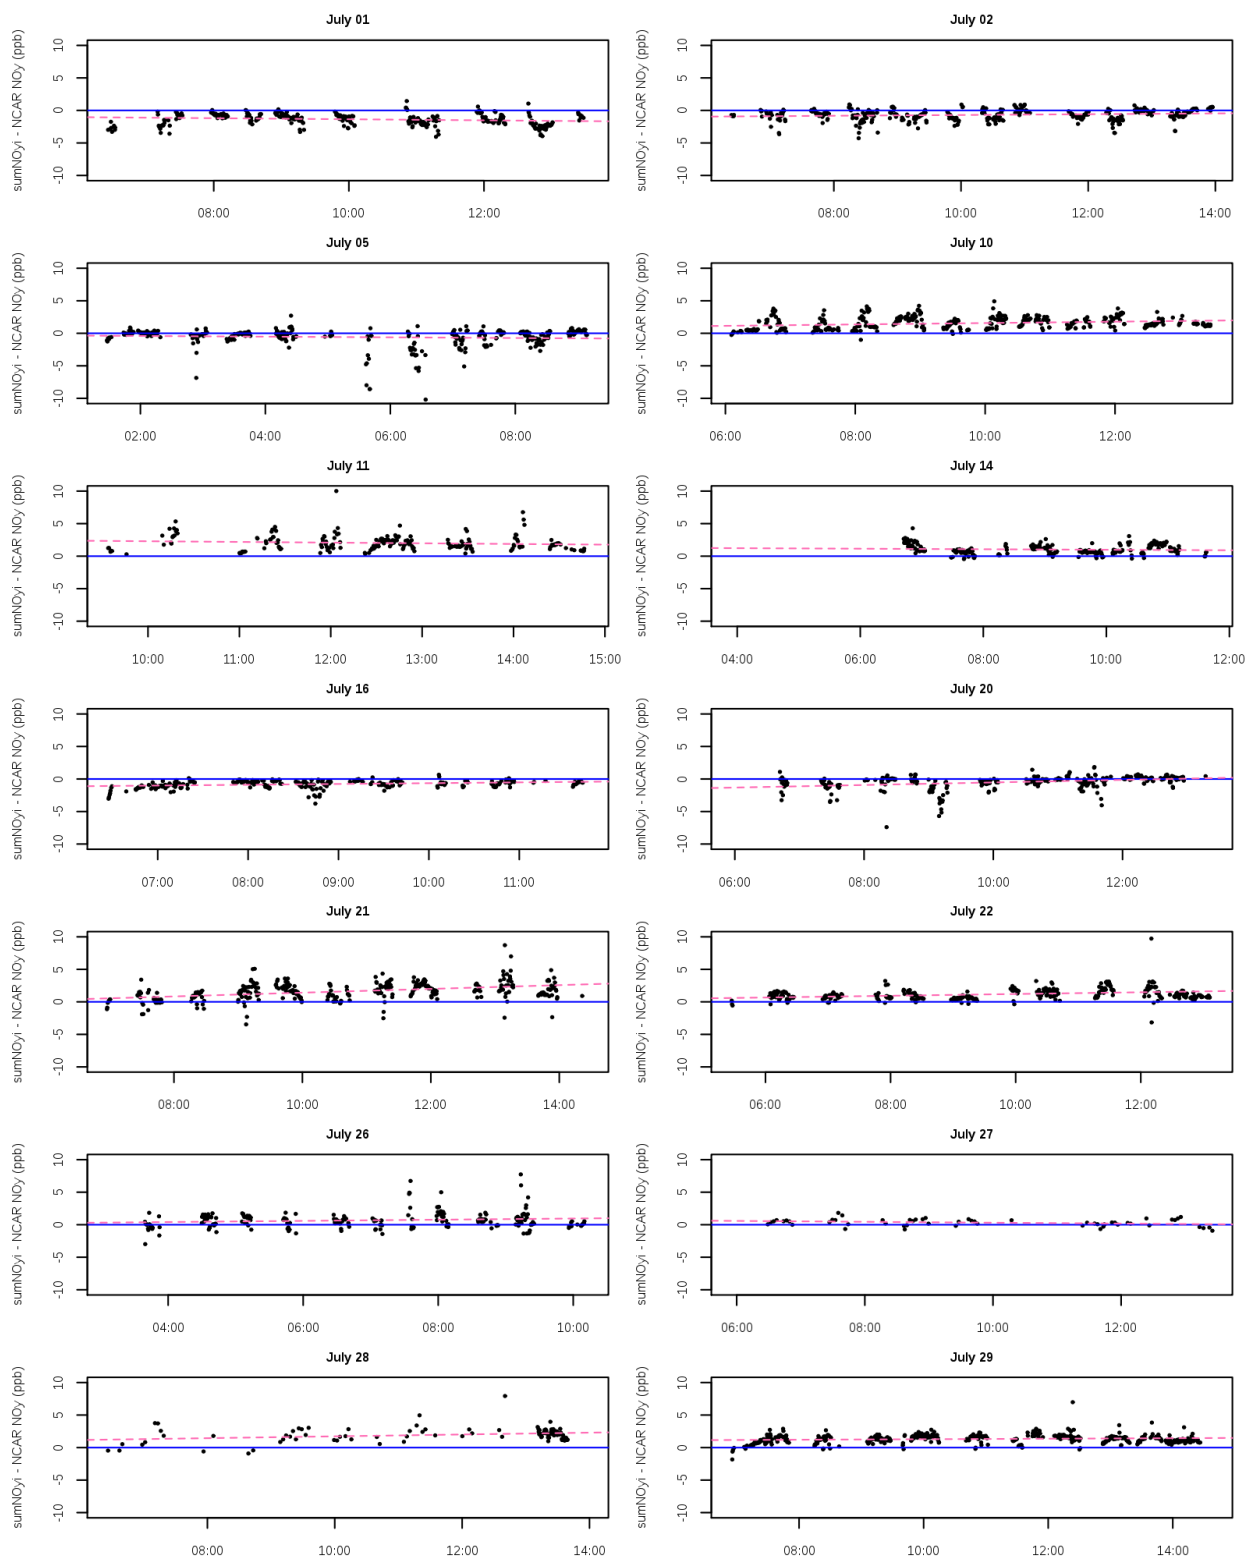 July 01
sumNOyi - NCAR NOy (ppb)
10
5
0
-5
-10
08:00 10:00 12:00
July 02
sumNOyi - NCAR NOy (ppb)
10
5
0
-5
-10
08:00 10:00 12:00 14:00
July 05
sumNOyi - NCAR NOy (ppb)
10
5
0
-5
-10
02:00 04:00 06:00 08:00
July 10
sumNOyi - NCAR NOy (ppb)
10
5
0
-5
-10
06:00 08:00 10:00 12:00
July 11
sumNOyi - NCAR NOy (ppb)
10
5
0
-5
-10
10:00 11:00 12:00 13:00 14:00 15:00
July 14
sumNOyi - NCAR NOy (ppb)
10
5
0
-5
-10
04:00 06:00 08:00 10:00 12:00
July 16
sumNOyi - NCAR NOy (ppb)
10
5
0
-5
-10
07:00 08:00 09:00 10:00 11:00
July 20
sumNOyi - NCAR NOy (ppb)
10
5
0
-5
-10
06:00 08:00 10:00 12:00
July 21
sumNOyi - NCAR NOy (ppb)
10
5
0
-5
-10
08:00 10:00 12:00 14:00
July 22
sumNOyi - NCAR NOy (ppb)
10
5
0
-5
-10
06:00 08:00 10:00 12:00
July 26
sumNOyi - NCAR NOy (ppb)
10
5
0
-5
-10
04:00 06:00 08:00 10:00
July 27
sumNOyi - NCAR NOy (ppb)
10
5
0
-5
-10
06:00 08:00 10:00 12:00
July 28
sumNOyi - NCAR NOy (ppb)
10
5
0
-5
-10
08:00 10:00 12:00 14:00
July 29
sumNOyi - NCAR NOy (ppb)
10
5
0
-5
-10
08:00 10:00 12:00 14:00